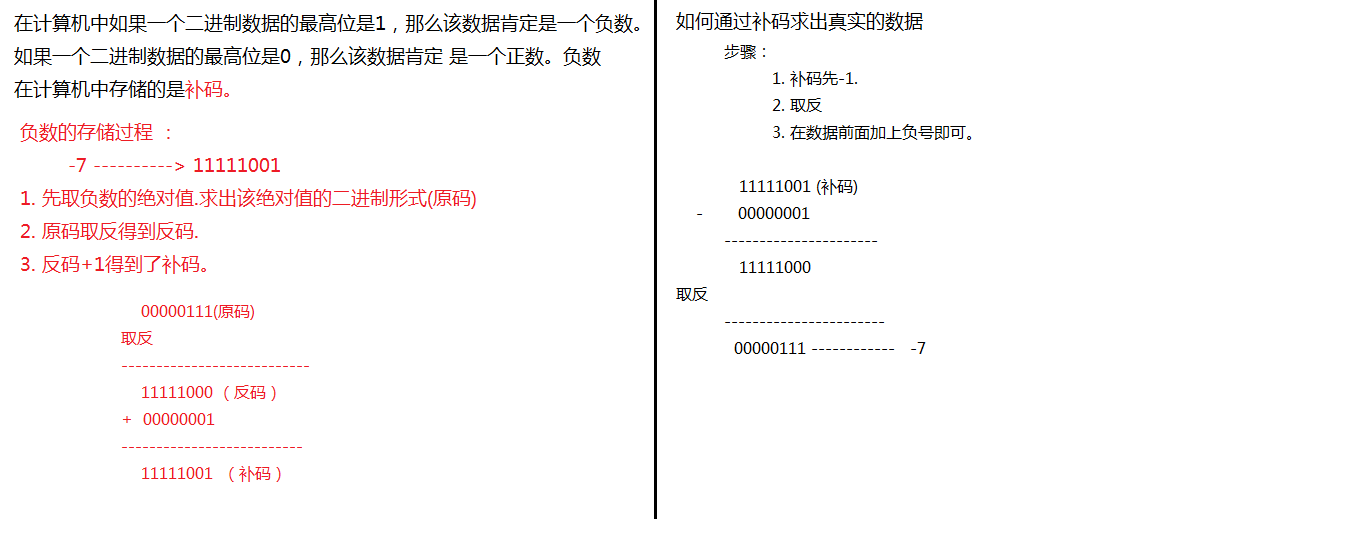 在计算机中如果一个二进制数据的最高位是1，那么该数据肯定是一个负数。
如果一个二进制数据的最高位是0，那么该数据肯定 是一个正数。负数
在计算机中存储的是补码。
负数的存储过程 ：
-7 ----------> 11111001
1. 先取负数的绝对值.求出该绝对值的二进制形式(原码)
2. 原码取反得到反码.
3. 反码+1得到了补码。
00000111(原码)
取反
---------------------------
11111000 （ 反码 ）
+ 00000001
--------------------------
11111001 （ 补码 ）
如何通过补码求出真实的数据
步骤：
1. 补码先-1.
2. 取反
3. 在数据前面加上负号即可。
11111001 (补码)
- 00000001
----------------------
11111000
取反
-----------------------
00000111 ------------ -7